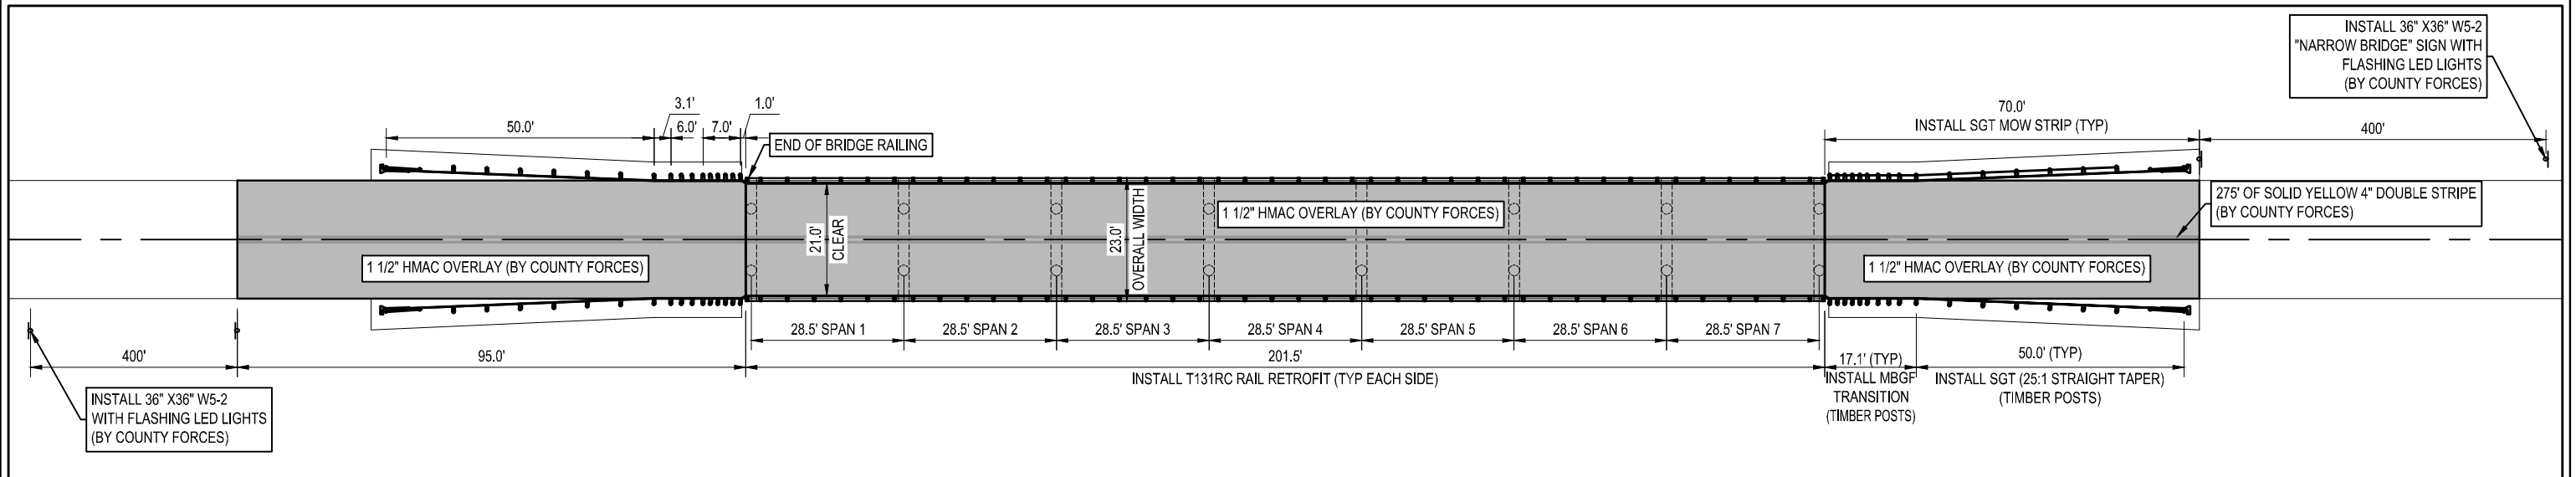 INSTALL 36" X36" W5-2
"NARROW BRIDGE" SIGN WITH
FLASHING LED LIGHTS
(BY COUNTY FORCES)
3.1'
1.0'
50.0'
6.0'
7.0'
70.0'
INSTALL SGT MOW STRIP (TYP)
400'
END OF BRIDGE RAILING
275' OF SOLID YELLOW 4" DOUBLE STRIPE
(BY COUNTY FORCES)
1 1/2" HMAC OVERLAY (BY COUNTY FORCES)
21.0'
CLEAR
23.0'
OVERALL WIDTH
1 1/2" HMAC OVERLAY (BY COUNTY FORCES)
1 1/2" HMAC OVERLAY (BY COUNTY FORCES)
28.5' SPAN 1
28.5' SPAN 2
28.5' SPAN 3
28.5' SPAN 4
28.5' SPAN 5
28.5' SPAN 6
28.5' SPAN 7
400'
95.0'
201.5'
INSTALL T131RC RAIL RETROFIT (TYP EACH SIDE)
17.1' (TYP)
INSTALL MBGF
TRANSITION
(TIMBER POSTS)
50.0' (TYP)
INSTALL SGT (25:1 STRAIGHT TAPER)
(TIMBER POSTS)
INSTALL 36" X36" W5-2
WITH FLASHING LED LIGHTS
(BY COUNTY FORCES)